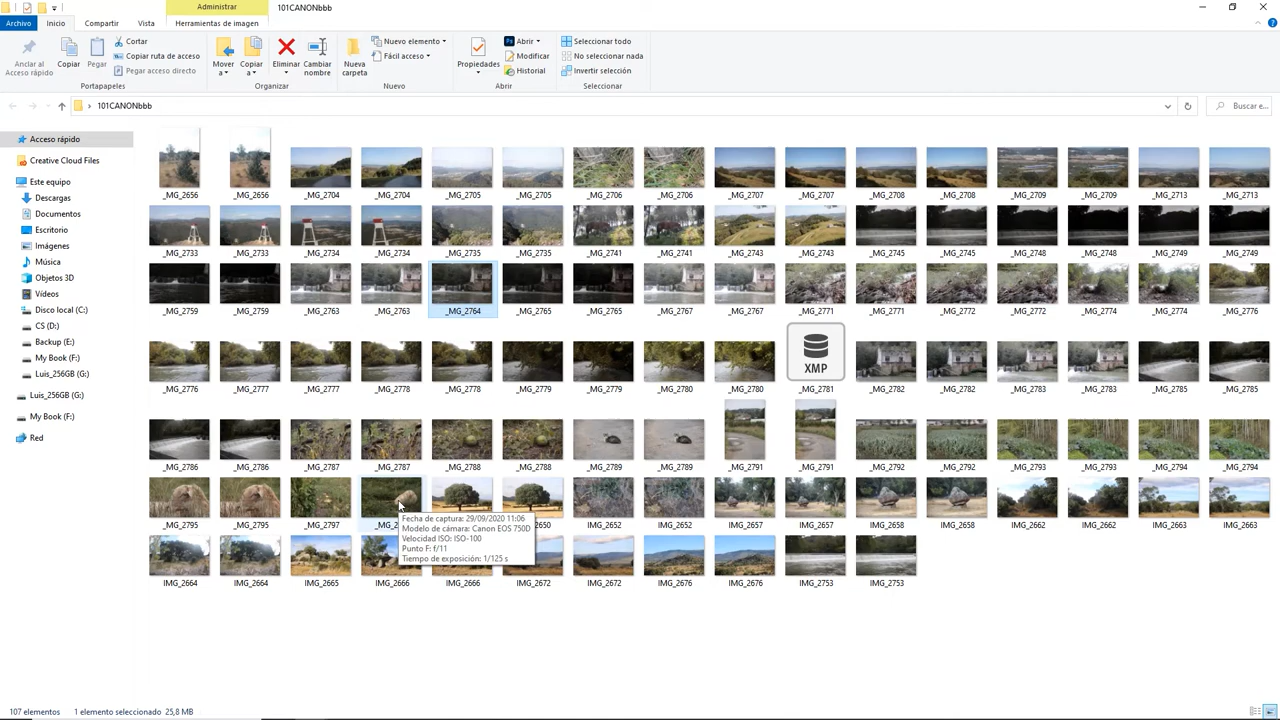 Administrar
101CANONbbb
Archivo
Inicio
Compartir
Vista
Herramientas de imagen
Anclar al Acceso rápido
Copiar
Pegar
Cortar
Copiar ruta de acceso
Pegar acceso directo
Mover a
Copiar a
Eliminar
Cambiar nombre
Nueva carpeta
Nuevo elemento
Fácil acceso
Propiedades
Abrir
Modificar
Historial
Seleccionar todo
No seleccionar nada
Invertir selección
Portapapeles
Organizar
Nuevo
Abrir
Seleccionar
101CANONbbb
Buscar e...
Acceso rápido
Creative Cloud Files
Este equipo
Descargas
Documentos
Escritorio
Imágenes
Música
Objetos 3D
Vídeos
Disco local (C:)
CS (D:)
Backup (E:)
My Book (F:)
Luis_256GB (G:)
Luis_256GB (G:)
My Book (F:)
Red
_MG_2656 _MG_2656 _MG_2704 _MG_2704 _MG_2705 _MG_2705 _MG_2706 _MG_2706 _MG_2707 _MG_2707 _MG_2708 _MG_2708 _MG_2709 _MG_2709 _MG_2713 _MG_2713
_MG_2733 _MG_2733 _MG_2734 _MG_2734 _MG_2735 _MG_2735 _MG_2741 _MG_2741 _MG_2743 _MG_2743 _MG_2745 _MG_2745 _MG_2748 _MG_2748 _MG_2749 _MG_2749
_MG_2759 _MG_2759 _MG_2763 _MG_2763 _MG_2764 _MG_2765 _MG_2765 _MG_2767 _MG_2767 _MG_2771 _MG_2771 _MG_2772 _MG_2772 _MG_2774 _MG_2774 _MG_2776
XMP
_MG_2776 _MG_2777 _MG_2777 _MG_2778 _MG_2778 _MG_2779 _MG_2779 _MG_2780 _MG_2780 _MG_2781 _MG_2782 _MG_2782 _MG_2783 _MG_2783 _MG_2785 _MG_2785
_MG_2786 _MG_2786 _MG_2787 _MG_2787 _MG_2788 _MG_2788 _MG_2789 _MG_2789 _MG_2791 _MG_2791 _MG_2792 _MG_2792 _MG_2793 _MG_2793 _MG_2794 _MG_2794
_MG_2795 _MG_2795 _MG_2797 _MG_2 2650 IMG_2652 IMG_2652 IMG_2657 IMG_2657 IMG_2658 IMG_2658 IMG_2662 IMG_2662 IMG_2663 IMG_2663
Fecha de captura: 29/09/2020 11:06
Modelo de cámara: Canon EOS 750D
Velocidad ISO: ISO-100
Punto F: f/11
Tiempo de exposición: 1/125 s
IMG_2664 IMG_2664 IMG_2665 IMG_2666 IMG_2666 IMG_2672 IMG_2672 IMG_2676 IMG_2676 IMG_2753 IMG_2753
107 elementos
1 elemento seleccionado 25,8 MB